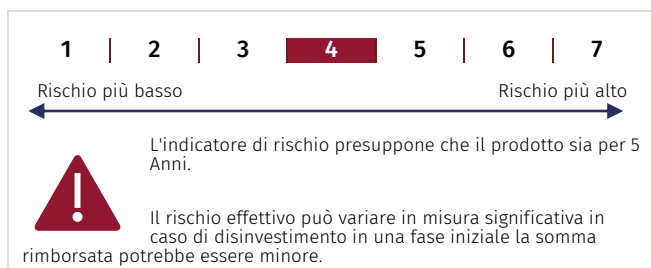 1 2 3 4 5 6 7
Rischio più basso Rischio più alto
L'indicatore di rischio presuppone che il prodotto sia per 5
Anni.
Il rischio effettivo può variare in misura significativa in
caso di disinvestimento in una fase iniziale la somma
rimborsata potrebbe essere minore.